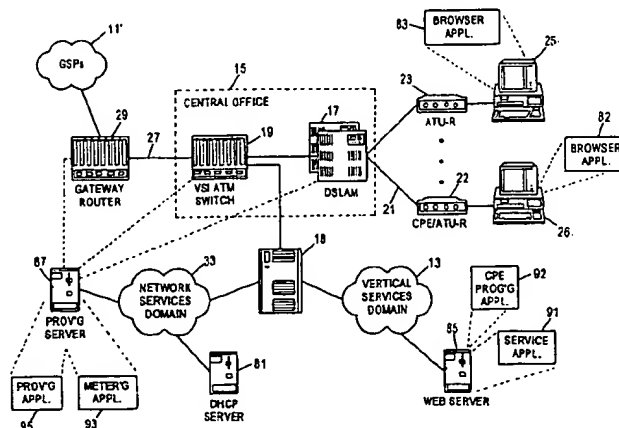 11'
GSPs
29
GATEWAY
ROUTER
27
15
CENTRAL OFFICE
19
VSI ATM
SWITCH
17
DSLAM
83
BROWSER
APPL.
25
23
ATU-R
82
BROWSER
APPL.
22
21
CPE/ATU-R
26
18
87
PROV'G
SERVER
33
NETWORK
SERVICES
DOMAIN
13
VERTICAL
SERVICES
DOMAIN
CPE
PROG'G
APPL.
92
91
SERVICE
APPL.
85
WEB SERVER
81
DHCP
SERVER
PROV'G
APPL.
95
METER'G
APPL.
93